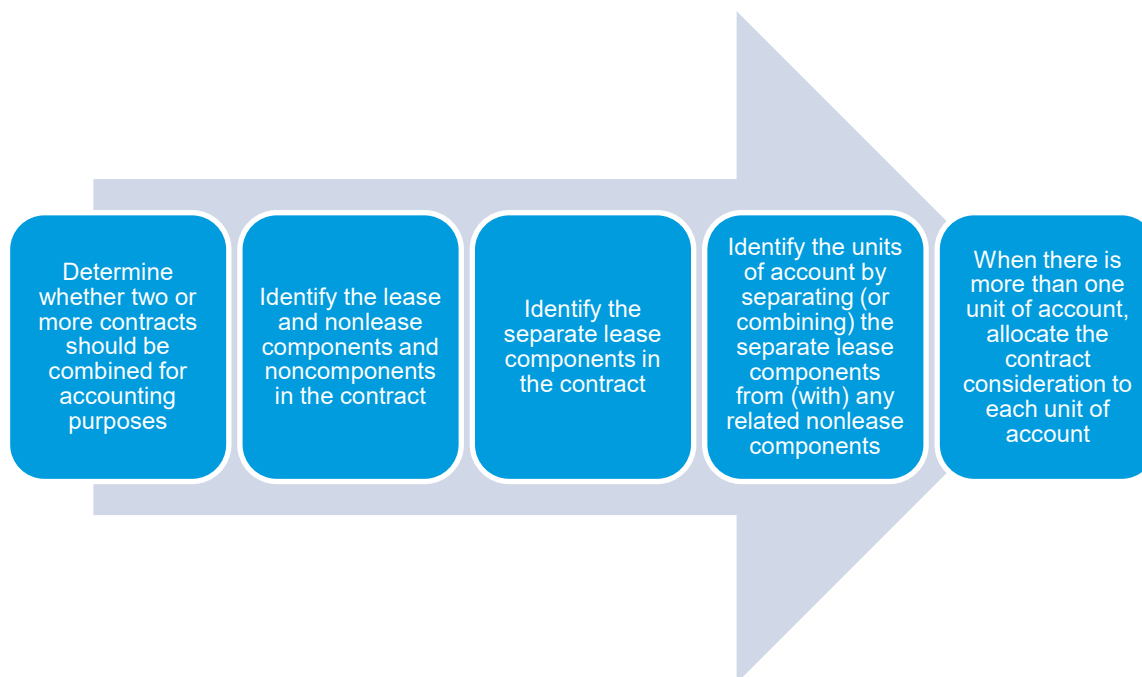 Determine
whether two or
more contracts
should be
combined for
accounting
purposes
Identify the lease
and nonlease
components and
noncomponents
in the contract
Identify the
separate lease
components in
the contract
Identify the units
of account by
separating (or
combining) the
separate lease
components
from (with) any
related nonlease
components
When there is
more than one
unit of account,
allocate the
contract
consideration to
each unit of
account